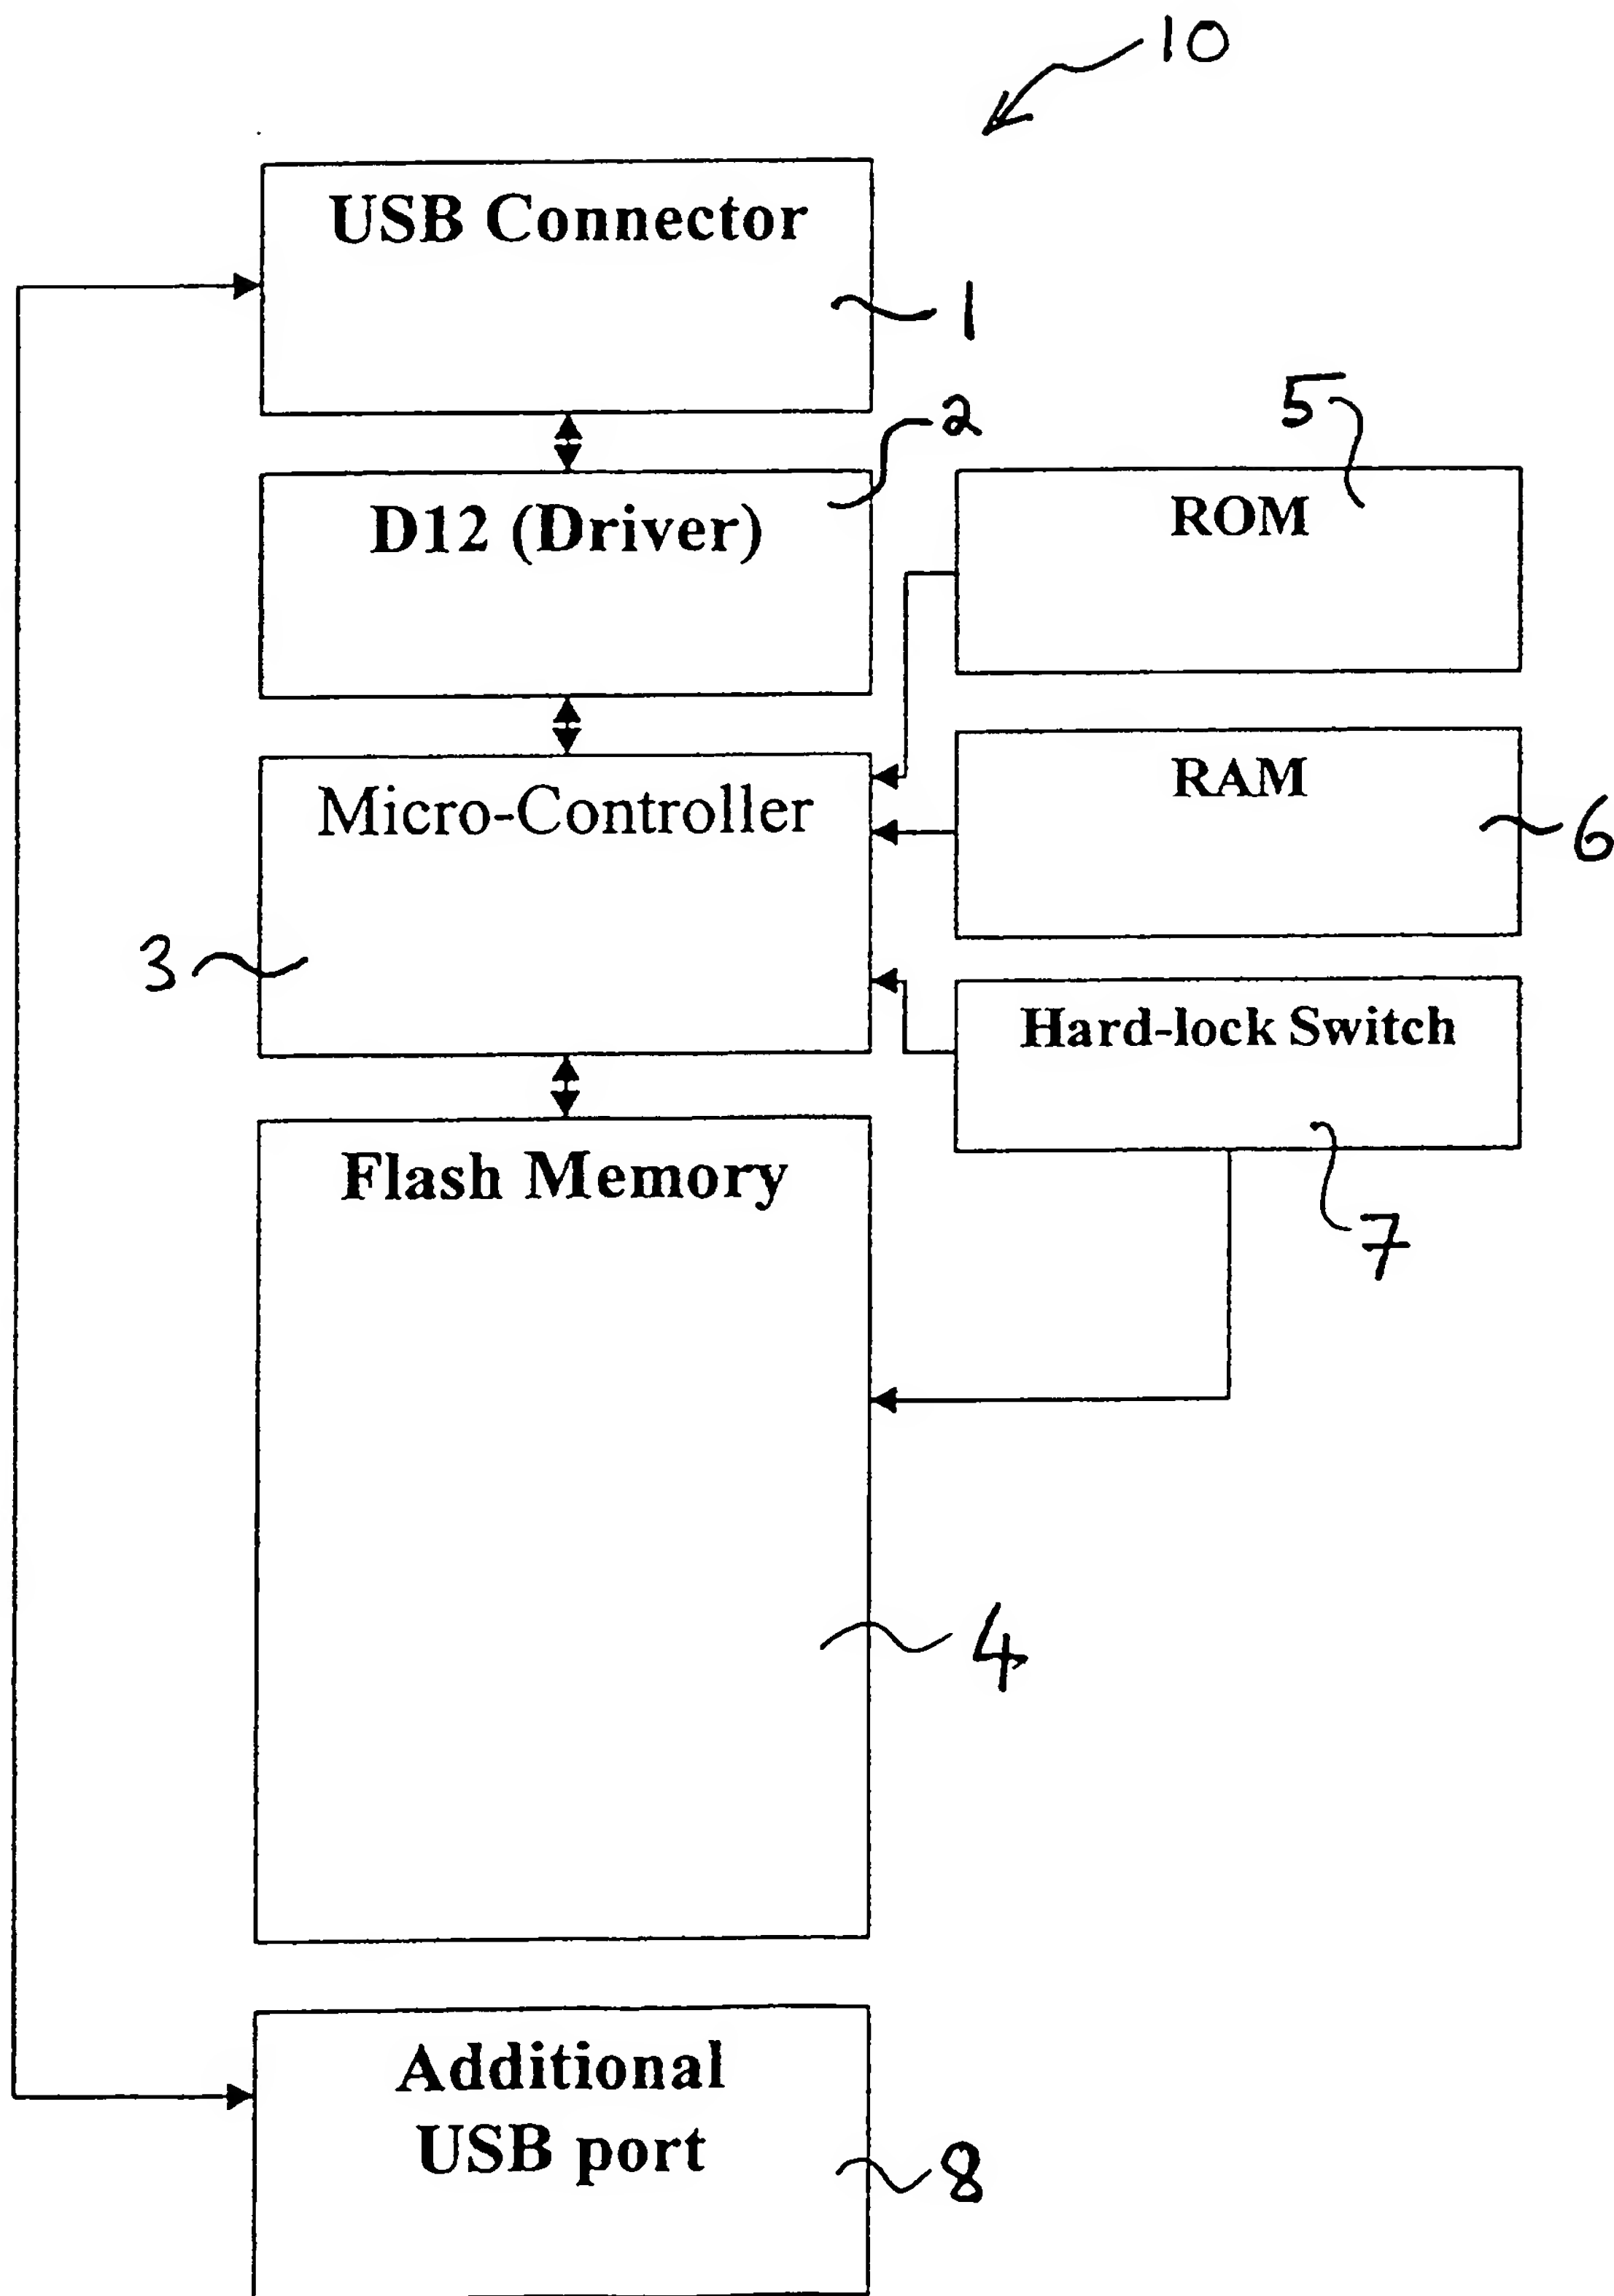 10
USB Connector
1
2
5
D12 (Driver)
ROM
Micro-Controller
RAM
6
3
Hard-lock Switch
Flash Memory
7
4
Additional
USB port
8